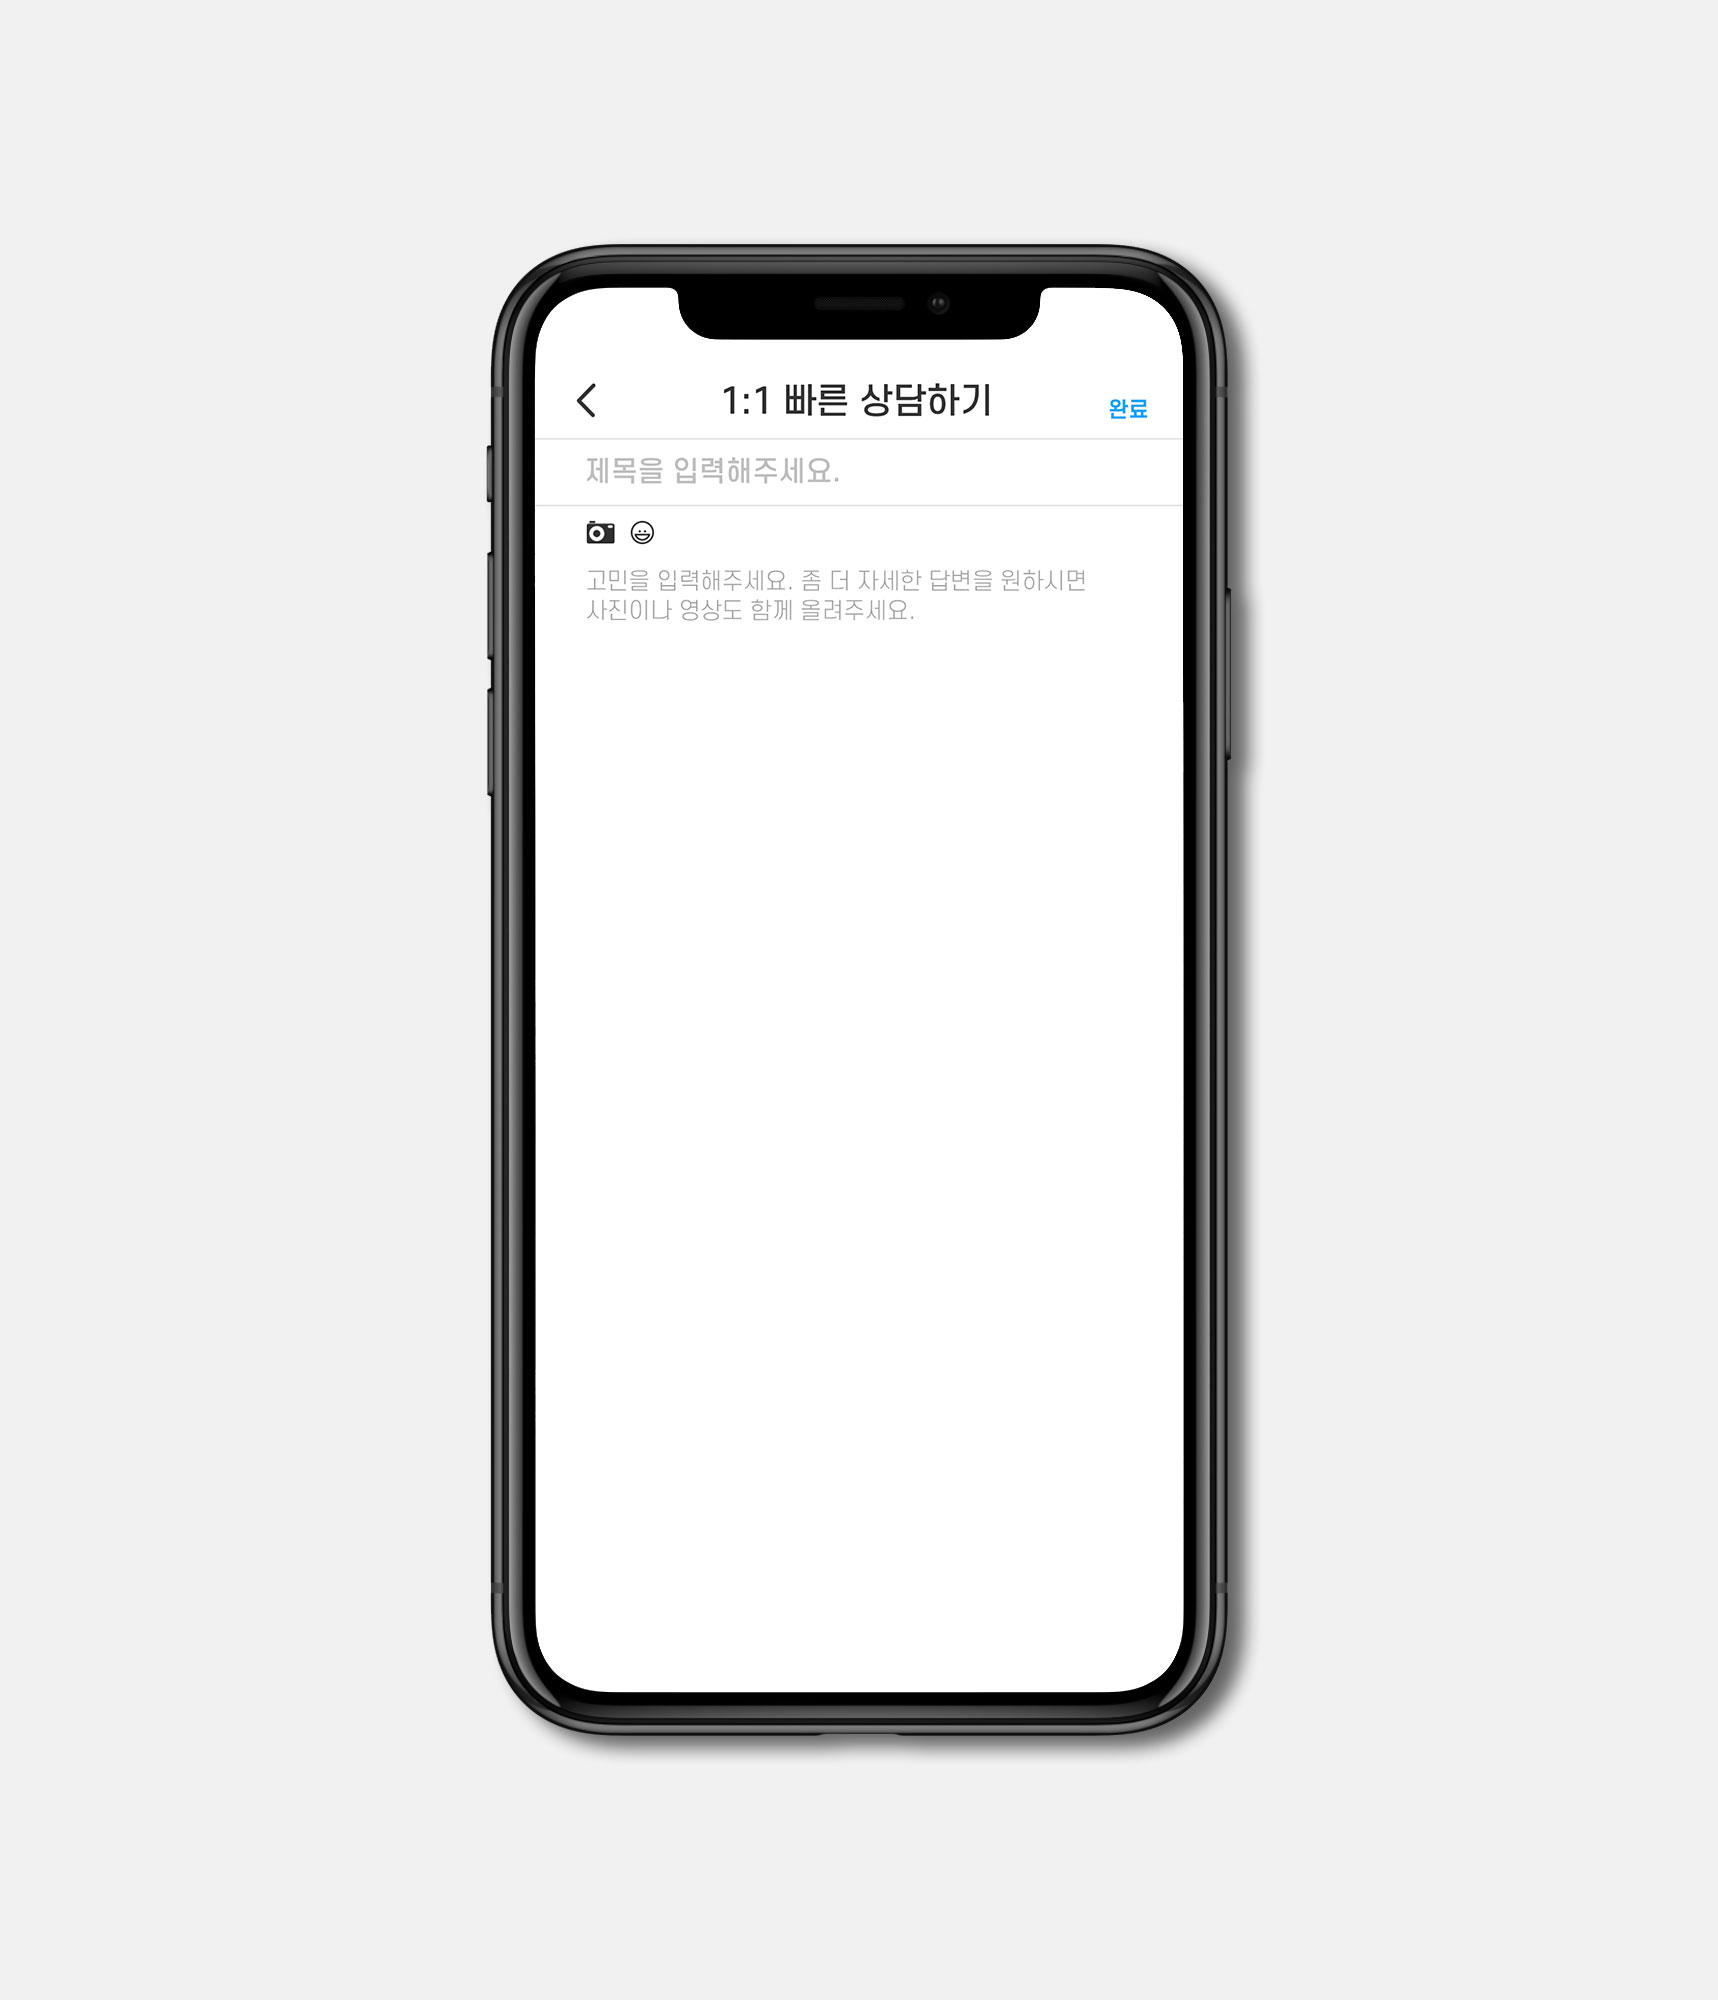 1:1 빠른 상담하기
완료
제목을 입력해주세요.
고민을 입력해주세요. 좀 더 자세한 답변을 원하시면
사진이나 영상도 함께 올려주세요.